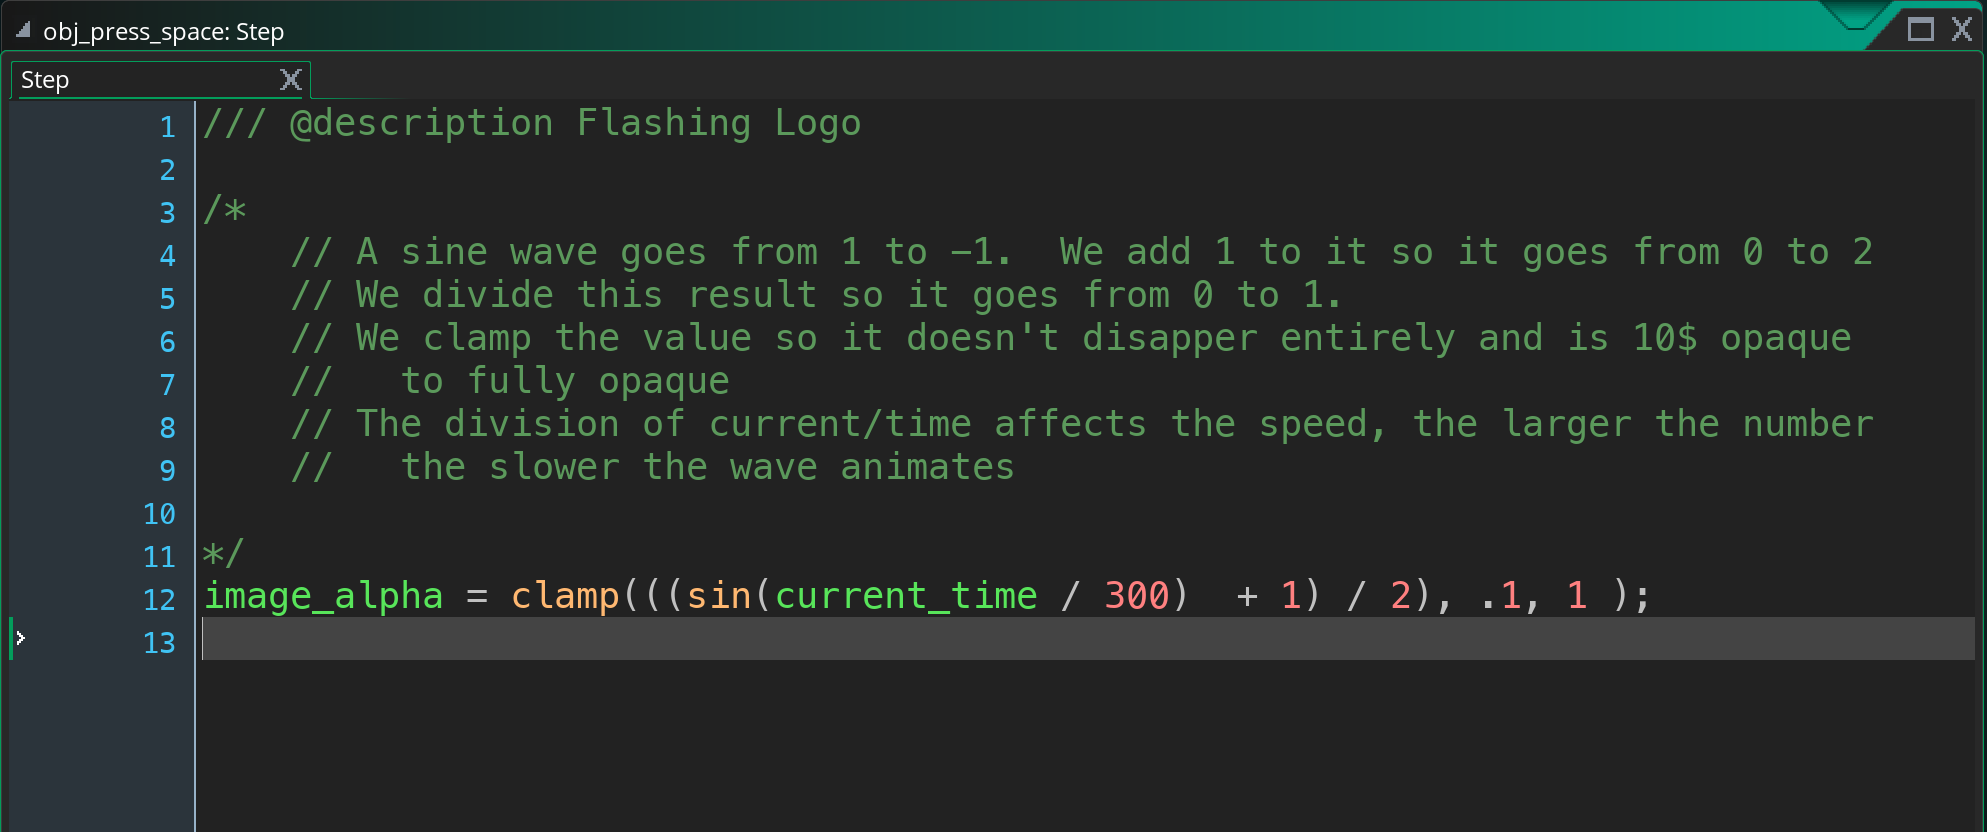 obj_press_space: Step
Step
1 /// @description Flashing Logo
2
3 /*
4     // A sine wave goes from 1 to -1.  We add 1 to it so it goes from 0 to 2
5     // We divide this result so it goes from 0 to 1.
6     // We clamp the value so it doesn't disapper entirely and is 10$ opaque
7     //   to fully opaque
8     // The division of current/time affects the speed, the larger the number
9     //   the slower the wave animates
10
11 */
12 image_alpha = clamp(((sin(current_time / 300)  + 1) / 2), .1, 1 );
13